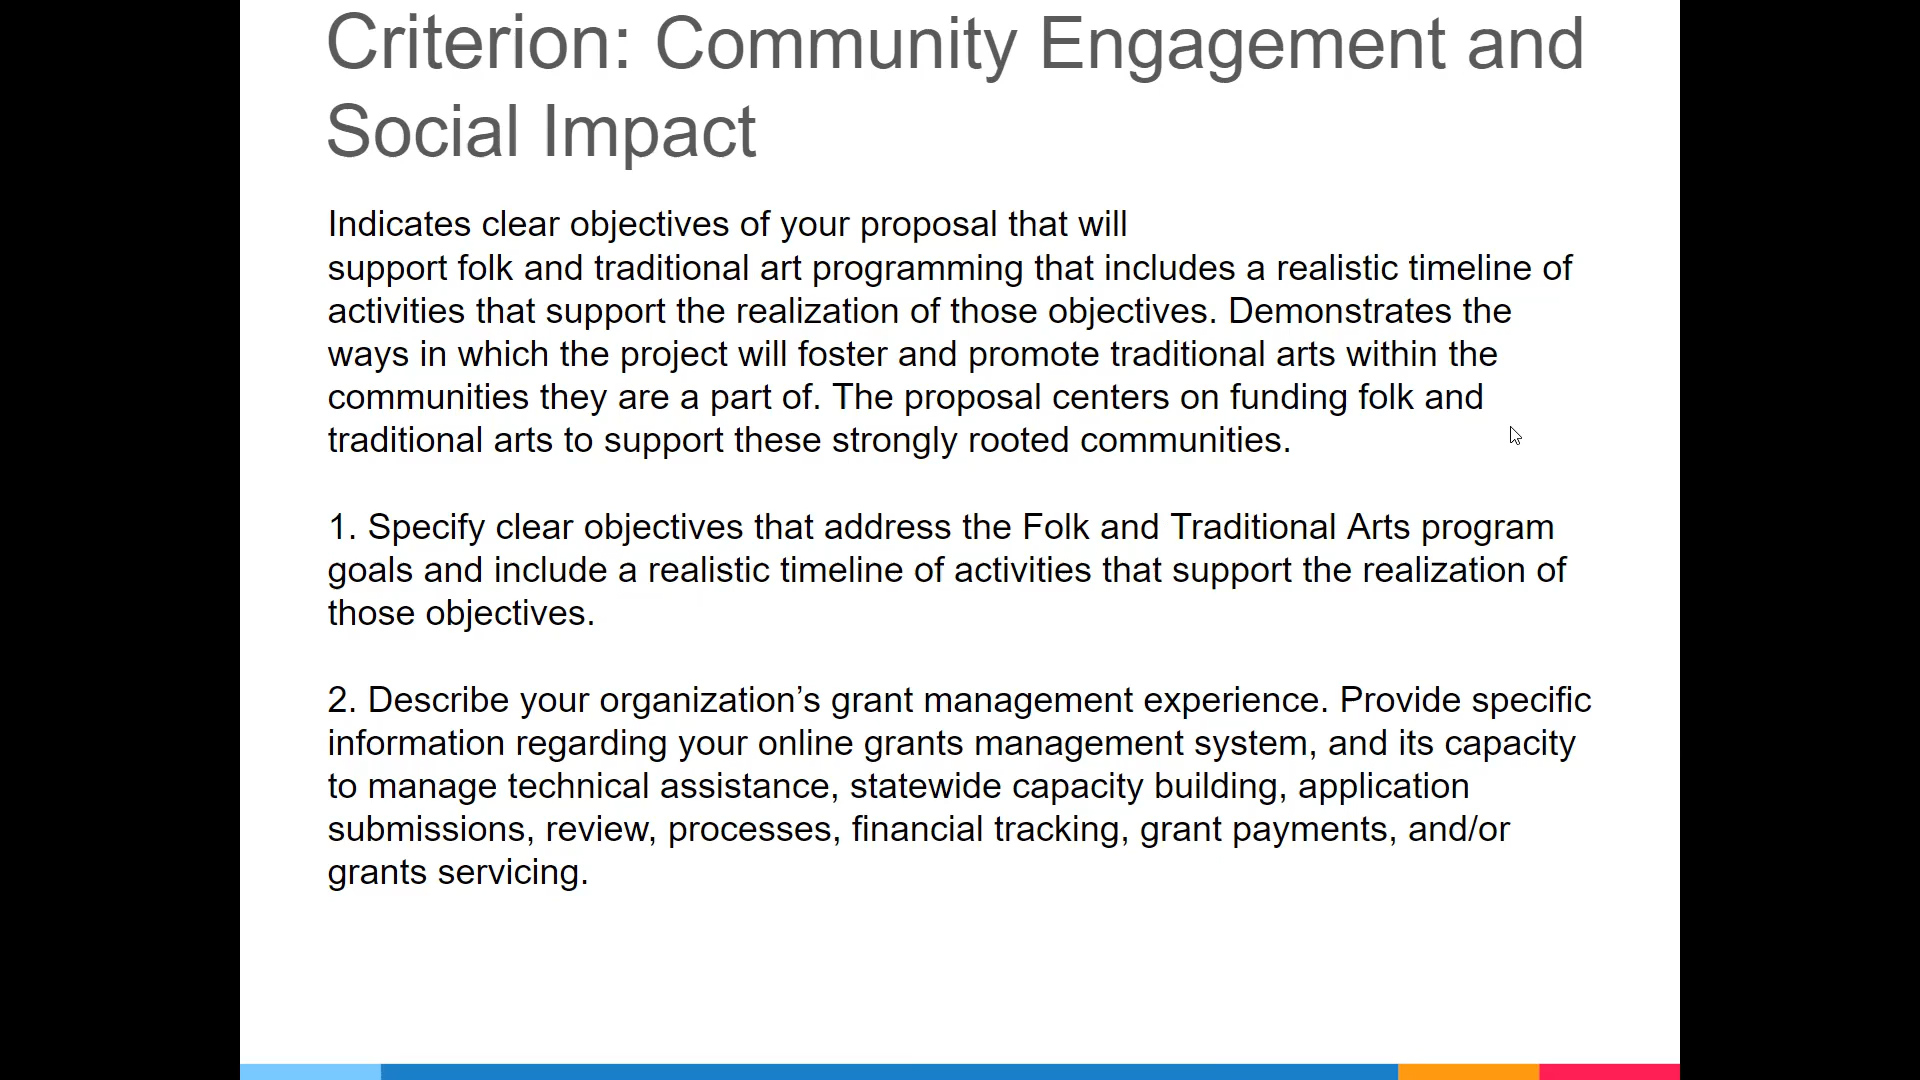 Criterion: Community Engagement and
Social Impact
Indicates clear objectives of your proposal that will
support folk and traditional art programming that includes a realistic timeline of
activities that support the realization of those objectives. Demonstrates the
ways in which the project will foster and promote traditional arts within the
communities they are a part of. The proposal centers on funding folk and
traditional arts to support these strongly rooted communities.
1. Specify clear objectives that address the Folk and Traditional Arts program
goals and include a realistic timeline of activities that support the realization of
those objectives.
2. Describe your organization’s grant management experience. Provide specific
information regarding your online grants management system, and its capacity
to manage technical assistance, statewide capacity building, application
submissions, review, processes, financial tracking, grant payments, and/or
grants servicing.